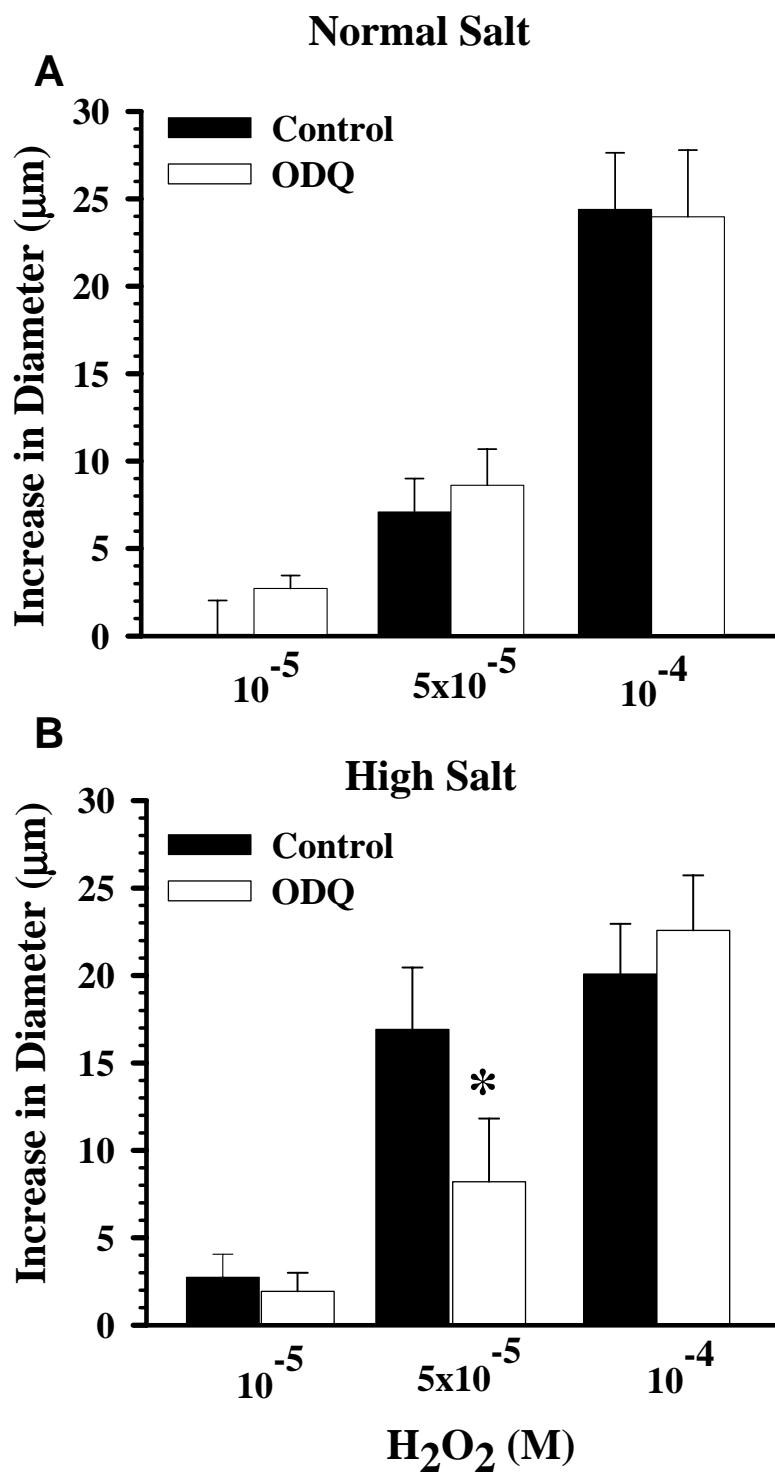 Normal Salt
A
30
25
20
15
10
5
0
Increase in Diameter (µm)
Control
ODQ
10⁻⁵
5x10⁻⁵
10⁻⁴
B
High Salt
30
25
20
15
10
5
0
Increase in Diameter (µm)
Control
ODQ
*
10⁻⁵
5x10⁻⁵
10⁻⁴
H₂O₂ (M)